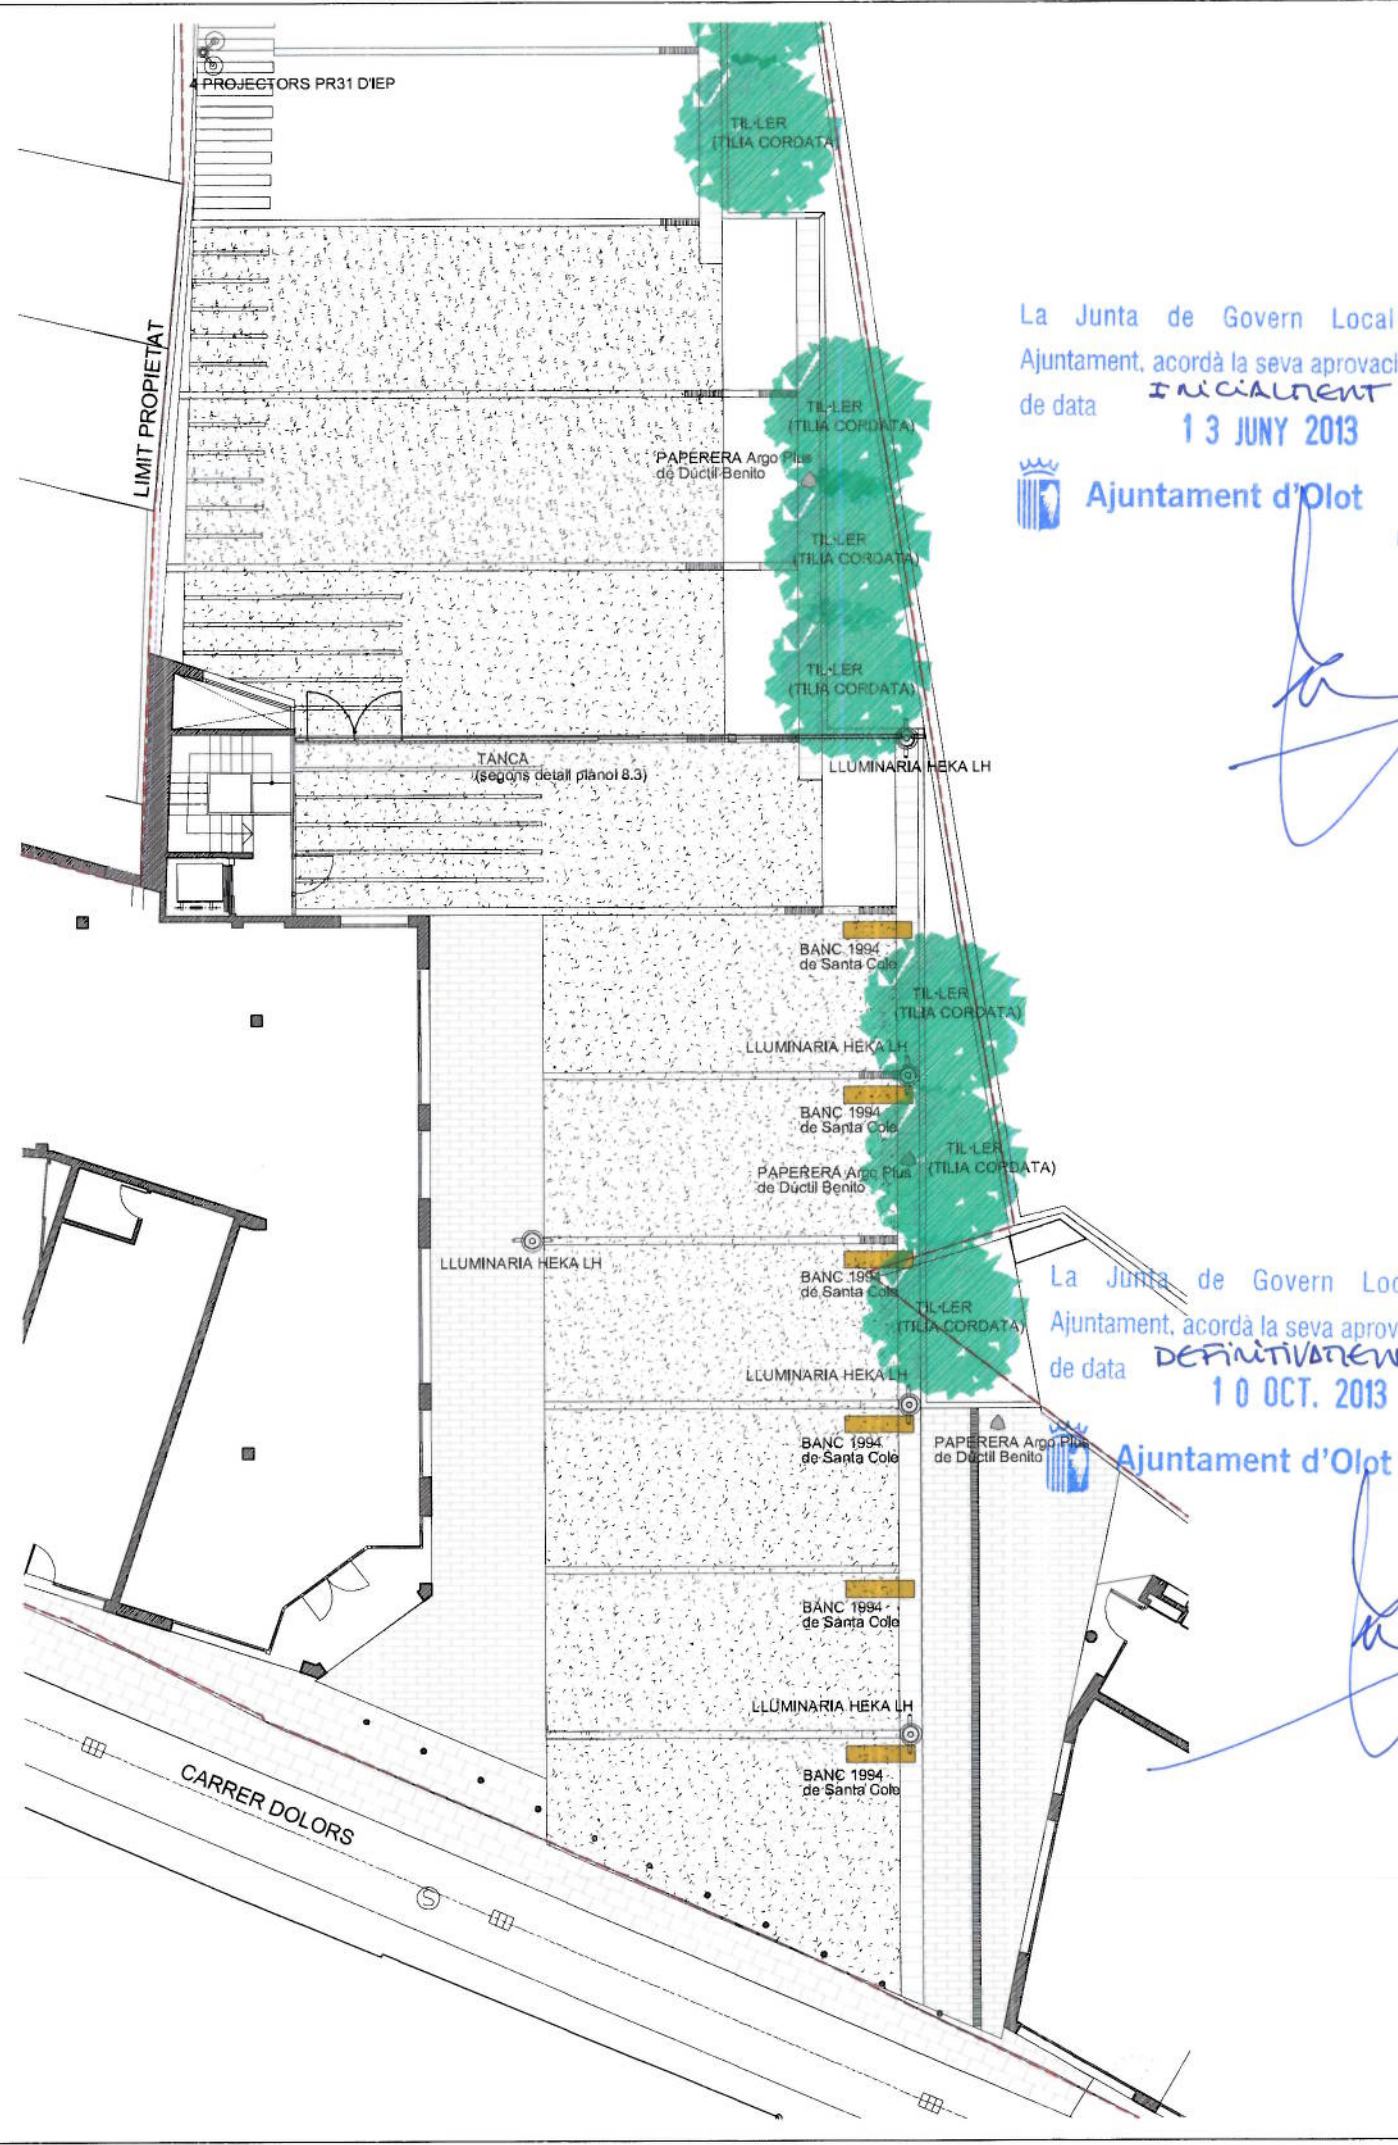 4 PROJECTORS PR31 D'IEP
TIL·LER
(TILIA CORDATA)
LIMIT PROPIETAT
La Junta de Govern Local
Ajuntament, acordà la seva aprovaci
de data INICIALMENT
13 JUNY 2013
Ajuntament d'Olot
TIL·LER
(TILIA CORDATA)
PAPERERA Argo Plus
de Dúctil Benito
TIL·LER
(TILIA CORDATA)
TIL·LER
(TILIA CORDATA)
TANCA
(segons detall plànol 8.3)
LLUMINARIA HEKA LH
BANC 1994
de Santa Cole
TIL·LER
(TILIA CORDATA)
LLUMINARIA HEKA LH
BANC 1994
de Santa Cole
TIL·LER
(TILIA CORDATA)
PAPERERA Argo Plus
de Dúctil Benito
LLUMINARIA HEKA LH
BANC 1994
de Santa Cole
TIL·LER
(TILIA CORDATA)
La Junta de Govern Loc
Ajuntament, acordà la seva aprov
de data DEFINITIVAMEN
10 OCT. 2013
Ajuntament d'Olot
LLUMINARIA HEKA LH
BANC 1994
de Santa Cole
PAPERERA Argo Plus
de Dúctil Benito
BANC 1994
de Santa Cole
LLUMINARIA HEKA LH
BANC 1994
de Santa Cole
CARRER DOLORS
S